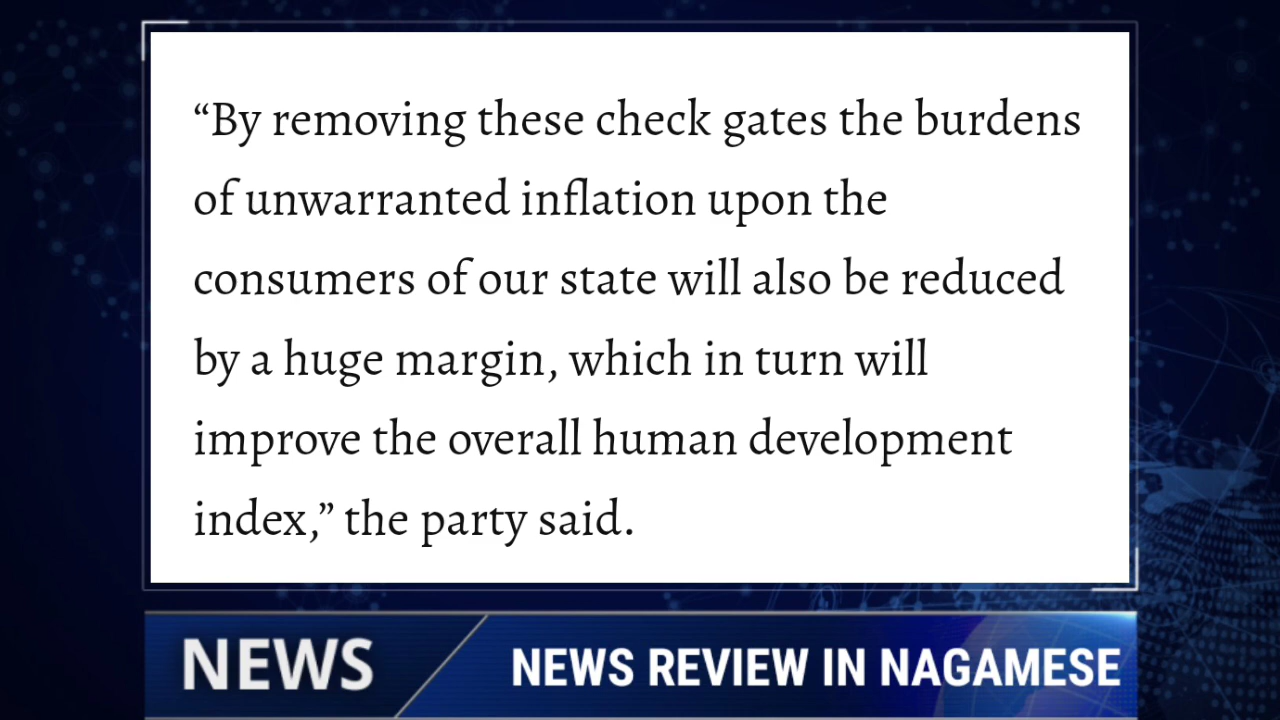 “By removing these check gates the burdens
of unwarranted inflation upon the
consumers of our state will also be reduced
by a huge margin, which in turn will
improve the overall human development
index,” the party said.
NEWS
NEWS REVIEW IN NAGAMESE